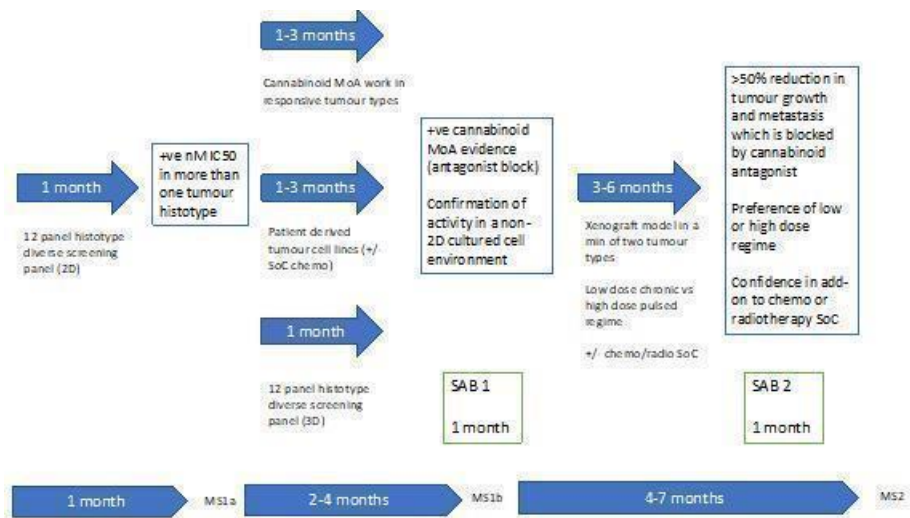 1 month
12 panel histotype
diverse screening
panel (2D)
+ve nMIC50
in more than
one tumour
histotype
1-3 months
Cannabinoid MoA work in
responsive tumour types
1-3 months
Patient derived
tumour cell lines (+/-
SoC chemo)
1 month
12 panel histotype
diverse screening
panel (3D)
+ve cannabinoid
MoA evidence
(antagonist block)
Confirmation of
activity in a non-
2D cultured cell
environment
SAB 1
1 month
3-6 months
Xenograft model in a
min of two tumour
types
Low dose chronic vs
high dose pulsed
regime
+/- chemo/radio SoC
>50% reduction in
tumour growth
and metastasis
which is blocked
by cannabinoid
antagonist
Preference of low
or high dose
regime
Confidence in add-
on to chemo or
radiotherapy SoC
SAB 2
1 month
1 month
MS1a
2-4 months
MS1b
4-7 months
MS2